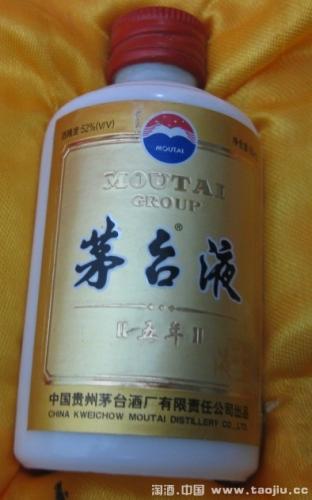 酒精度:52%(V/V)
MOUTAI
MOUTAI
GROUP
茅台液®
五年
中国贵州茅台酒厂有限责任公司出品
CHINA KWEICHOW MOUTAI DISTILLERY CO., LTD.
淘酒.中国 www.taojiu.cc